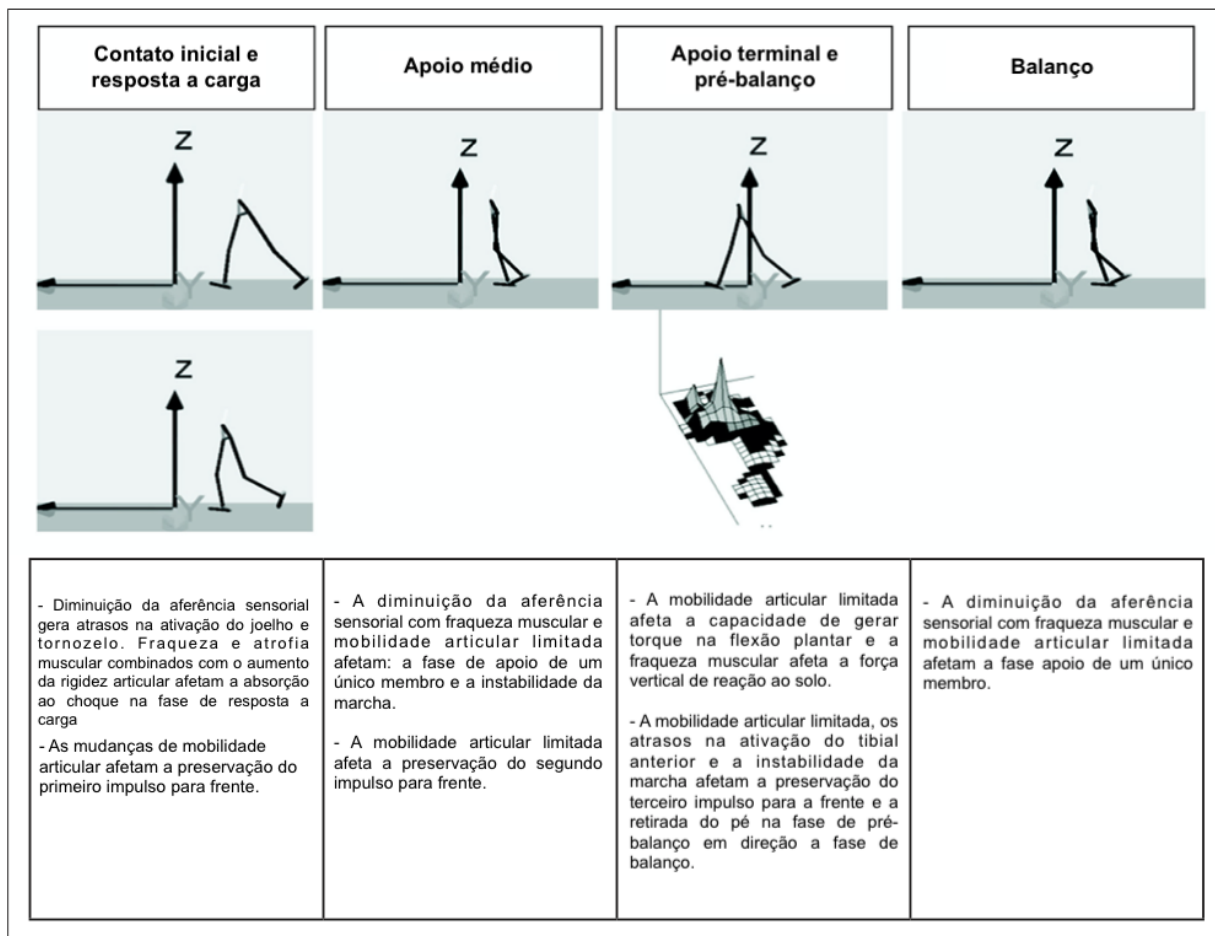 Contato inicial e
resposta a carga
Apoio médio
Apoio terminal e
pré-balanço
Balanço
Z
Y
Z
Y
Z
Y
Z
Y
Z
Y
- Diminuição da aferência sensorial
gera atrasos na ativação do joelho e
tornozelo. Fraqueza e atrofia
muscular combinados com o aumento
da rigidez articular afetam a absorção
ao choque na fase de resposta a
carga
- As mudanças de mobilidade
articular afetam a preservação do
primeiro impulso para frente.
- A diminuição da aferência
sensorial com fraqueza muscular e
mobilidade articular limitada
afetam: a fase de apoio de um
único membro e a instabilidade da
marcha.
- A mobilidade articular limitada
afeta a preservação do segundo
impulso para frente.
- A mobilidade articular limitada
afeta a capacidade de gerar
torque na flexão plantar e a
fraqueza muscular afeta a força
vertical de reação ao solo.
- A mobilidade articular limitada, os
atrasos na ativação do tibial
anterior e a instabilidade da
marcha afetam a preservação do
terceiro impulso para a frente e a
retirada do pé na fase de pré-
balanço em direção a fase de
balanço.
- A diminuição da aferência
sensorial com fraqueza muscular e
mobilidade articular limitada
afetam a fase apoio de um único
membro.